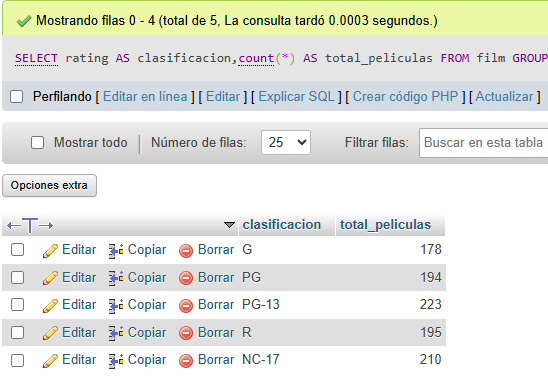 Mostrando filas 0 - 4 (total de 5, La consulta tardó 0.0003 segundos.)
SELECT rating AS clasificacion,count(*) AS total_peliculas FROM film GROUP
Perfilando [ Editar en línea ] [ Editar ] [ Explicar SQL ] [ Crear código PHP ] [ Actualizar ]
Mostrar todo Número de filas: 25 Filtrar filas: Buscar en esta tabla
Opciones extra
←T→ clasificacion total_peliculas
Editar Copiar Borrar G 178
Editar Copiar Borrar PG 194
Editar Copiar Borrar PG-13 223
Editar Copiar Borrar R 195
Editar Copiar Borrar NC-17 210